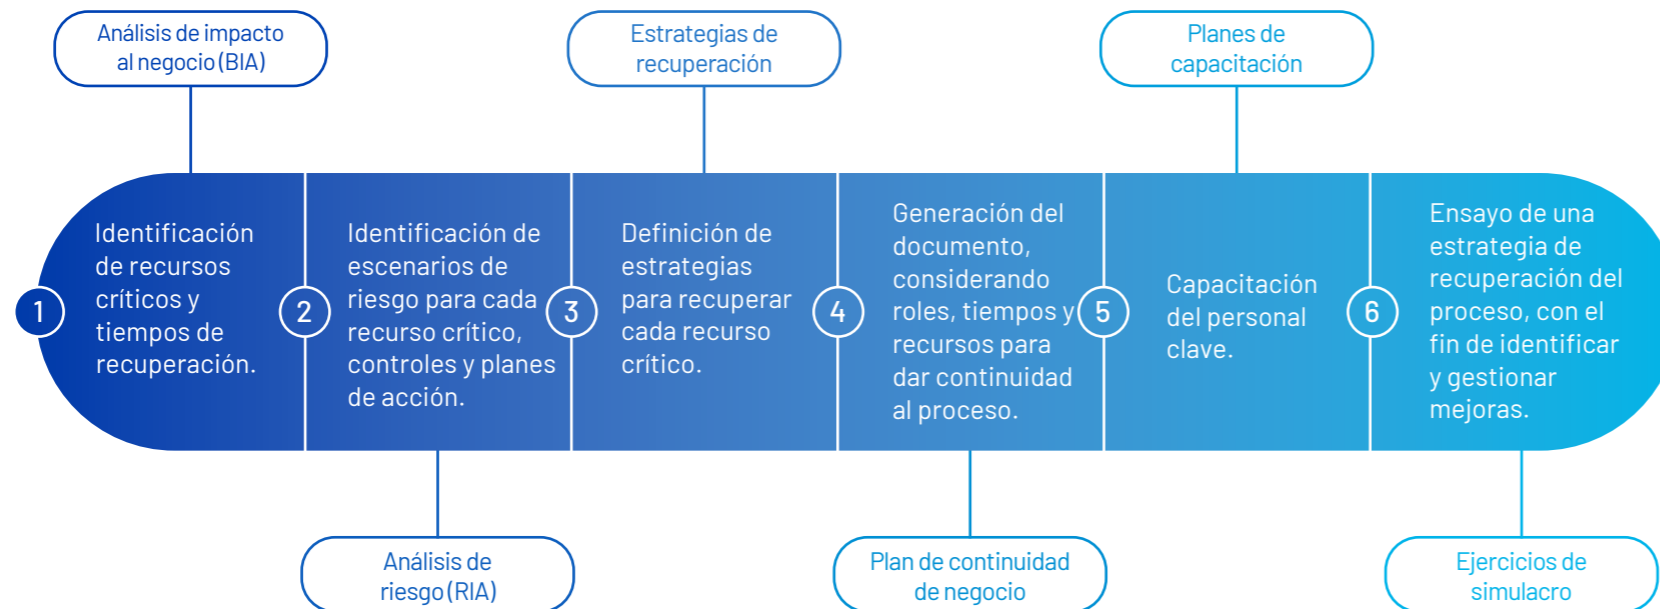 Análisis de impacto
al negocio (BIA)
Estrategias de
recuperación
Planes de
capacitación
1
Identificación
de recursos
críticos y
tiempos de
recuperación.
2
Identificación de
escenarios de
riesgo para cada
recurso crítico,
controles y planes
de acción.
3
Definición de
estrategias
para recuperar
cada recurso
crítico.
4
Generación del
documento,
considerando
roles, tiempos y
recursos para
dar continuidad
al proceso.
5
Capacitación
del personal
clave.
6
Ensayo de una
estrategia de
recuperación del
proceso, con el
fin de identificar
y gestionar
mejoras.
Análisis de
riesgo (RIA)
Plan de continuidad
de negocio
Ejercicios de
simulacro